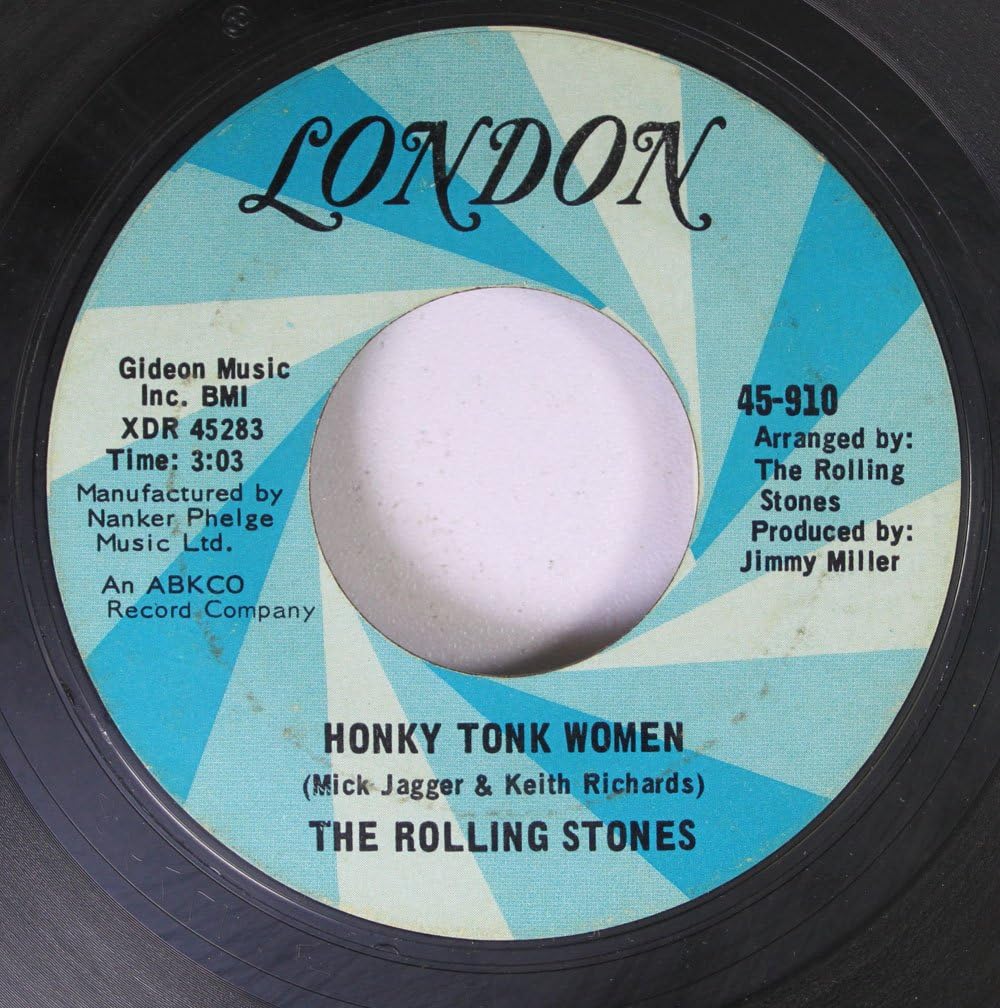 LONDON
Gideon Music
Inc. BMI
XDR 45283
Time: 3:03
Manufactured by
Nanker Phelge
Music Ltd.
An ABKCO
Record Company
45-910
Arranged by:
The Rolling
Stones
Produced by:
Jimmy Miller
HONKY TONK WOMEN
(Mick Jagger & Keith Richards)
THE ROLLING STONES